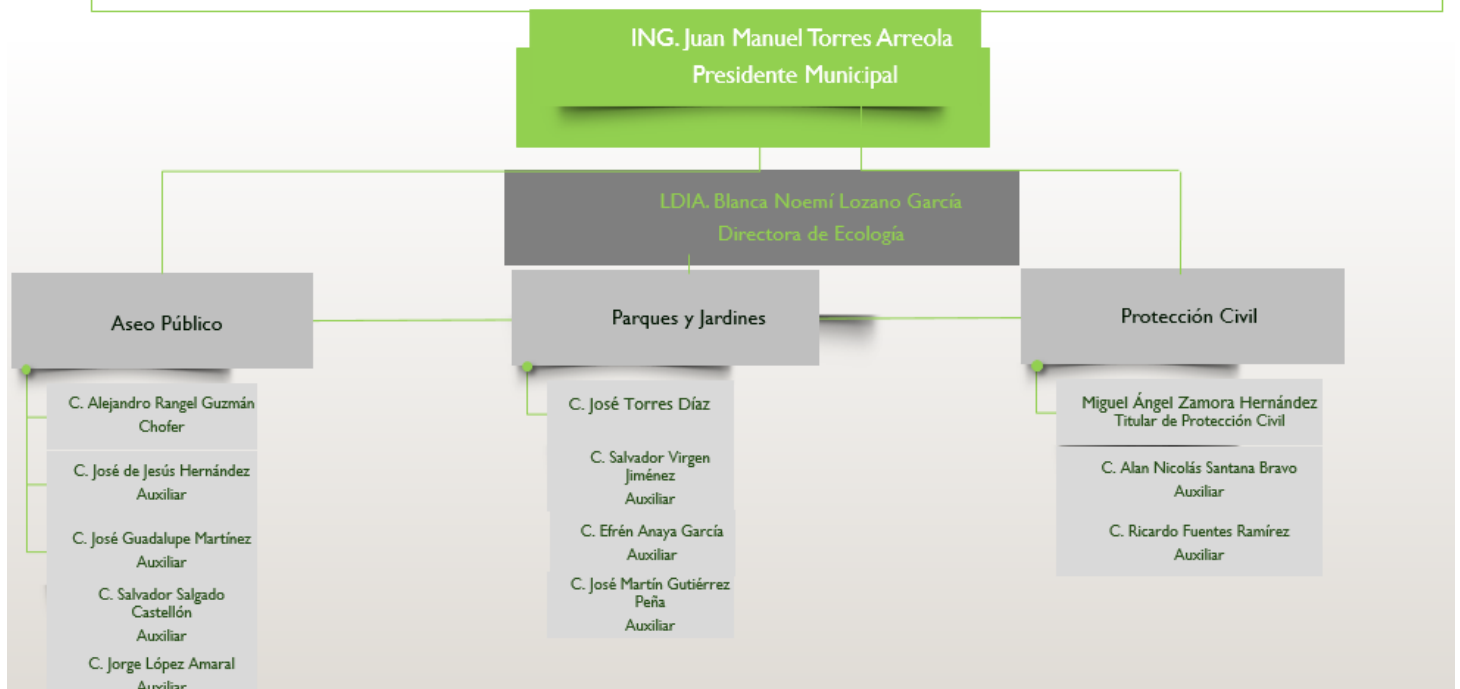 ING. Juan Manuel Torres Arreola
Presidente Municipal
LDIA. Blanca Noemí Lozano García
Directora de Ecología
Aseo Público
C. Alejandro Rangel Guzmán
Chofer
C. José de Jesús Hernández
Auxiliar
C. José Guadalupe Martínez
Auxiliar
C. Salvador Salgado
Castellón
Auxiliar
C. Jorge López Amaral
Auxiliar
Parques y Jardines
C. José Torres Díaz
C. Salvador Virgen
Jiménez
Auxiliar
C. Efrén Anaya García
Auxiliar
C. José Martín Gutiérrez
Peña
Auxiliar
Protección Civil
Miguel Ángel Zamora Hernández
Titular de Protección Civil
C. Alan Nicolás Santana Bravo
Auxiliar
C. Ricardo Fuentes Ramírez
Auxiliar